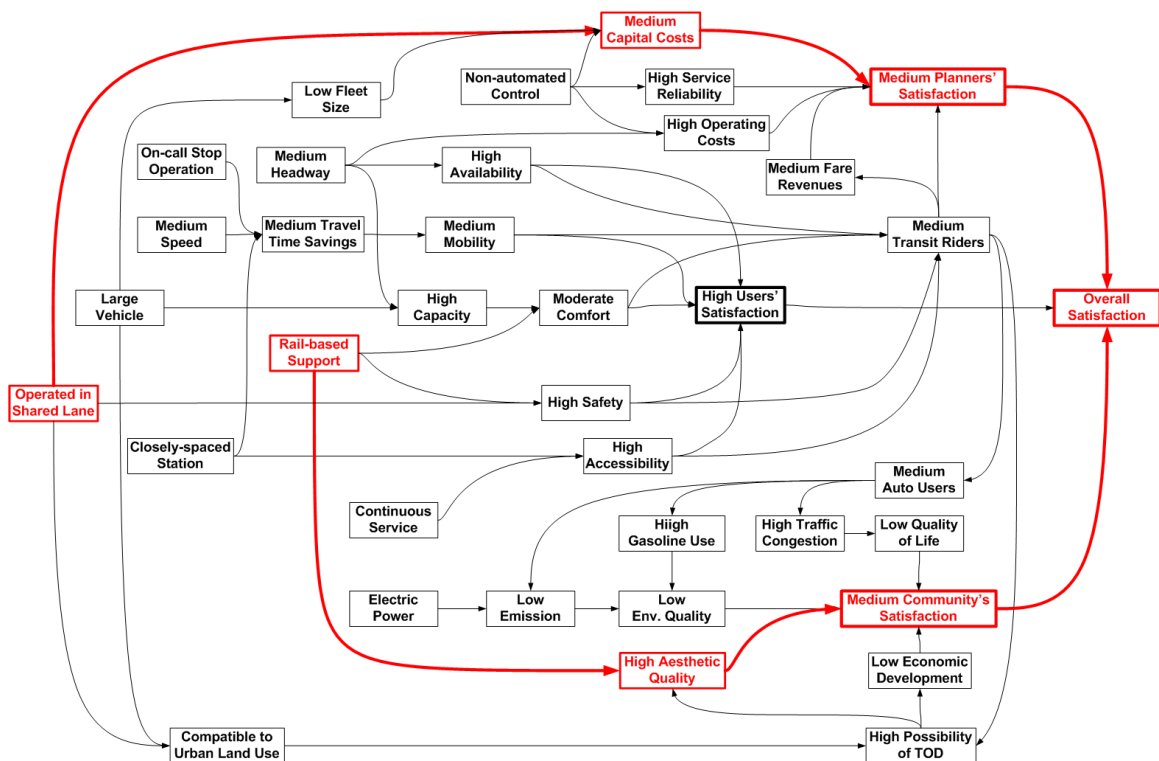 Medium
Capital Costs
Low Fleet
Size
Non-automated
Control
High Service
Reliability
Medium Planners'
Satisfaction
High Operating
Costs
On-call Stop
Operation
Medium
Headway
High
Availability
Medium Fare
Revenues
Medium
Speed
Medium Travel
Time Savings
Medium
Mobility
Medium
Transit Riders
Large
Vehicle
High
Capacity
Moderate
Comfort
High Users'
Satisfaction
Overall
Satisfaction
Rail-based
Support
Operated in
Shared Lane
High Safety
Closely-spaced
Station
High
Accessibility
Medium
Auto Users
Continuous
Service
Hiigh
Gasoline Use
High Traffic
Congestion
Low Quality
of Life
Electric
Power
Low
Emission
Low
Env. Quality
Medium Community's
Satisfaction
High Aesthetic
Quality
Low Economic
Development
Compatible to
Urban Land Use
High Possibility
of TOD